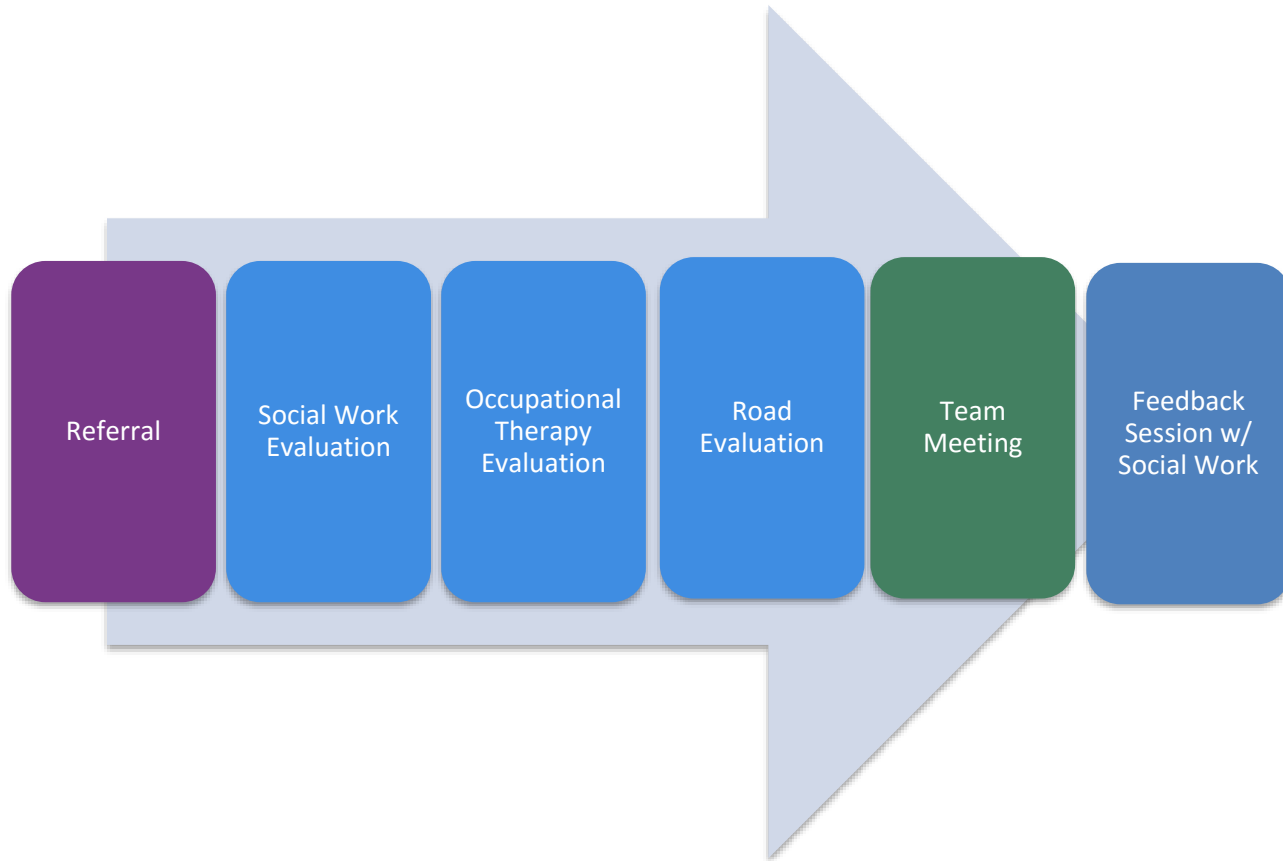 Referral
Social Work
Evaluation
Occupational
Therapy
Evaluation
Road
Evaluation
Team
Meeting
Feedback
Session w/
Social Work